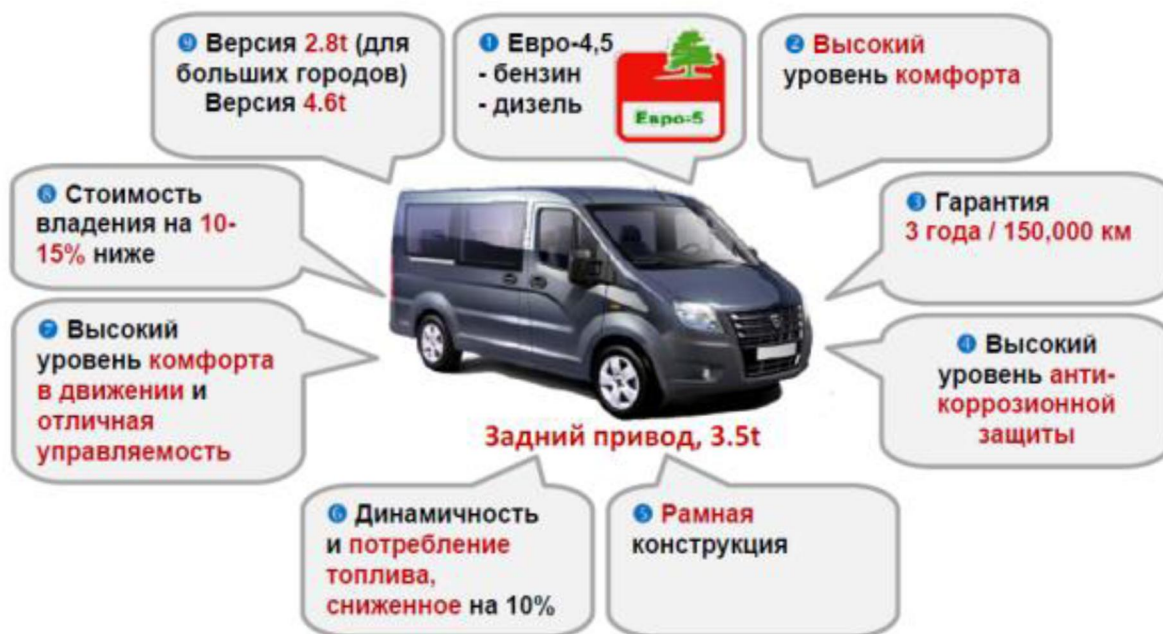 ❾ Версия 2.8t (для
больших городов)
Версия 4.6t
❶ Евро-4,5
- бензин
- дизель
Евро-5
❷ Высокий
уровень комфорта
❸ Гарантия
3 года / 150,000 км
❹ Высокий
уровень анти-
коррозионной
защиты
❺ Рамная
конструкция
❻ Динамичность
и потребление
топлива,
сниженное на 10%
❼ Высокий
уровень комфорта
в движении и
отличная
управляемость
❽ Стоимость
владения на 10-
15% ниже
Задний привод, 3.5t